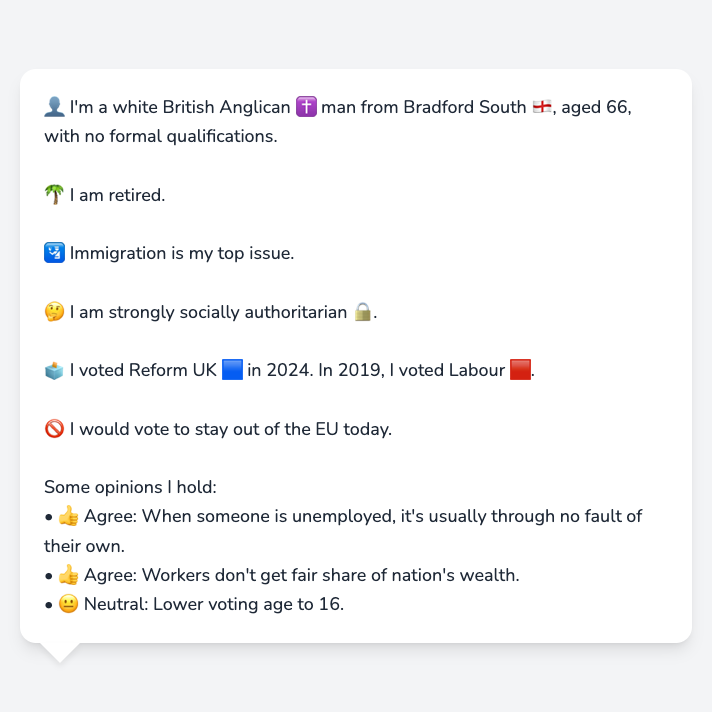 👤 I'm a white British Anglican ✝️ man from Bradford South 🏴󠁧󠁢󠁥󠁮󠁧󠁿, aged 66,
with no formal qualifications.
🌴 I am retired.
🛂 Immigration is my top issue.
🤔 I am strongly socially authoritarian 🔒.
🗳️ I voted Reform UK 🟦 in 2024. In 2019, I voted Labour 🟥.
🚫 I would vote to stay out of the EU today.
Some opinions I hold:
• 👍 Agree: When someone is unemployed, it's usually through no fault of
their own.
• 👍 Agree: Workers don't get fair share of nation's wealth.
• 😐 Neutral: Lower voting age to 16.